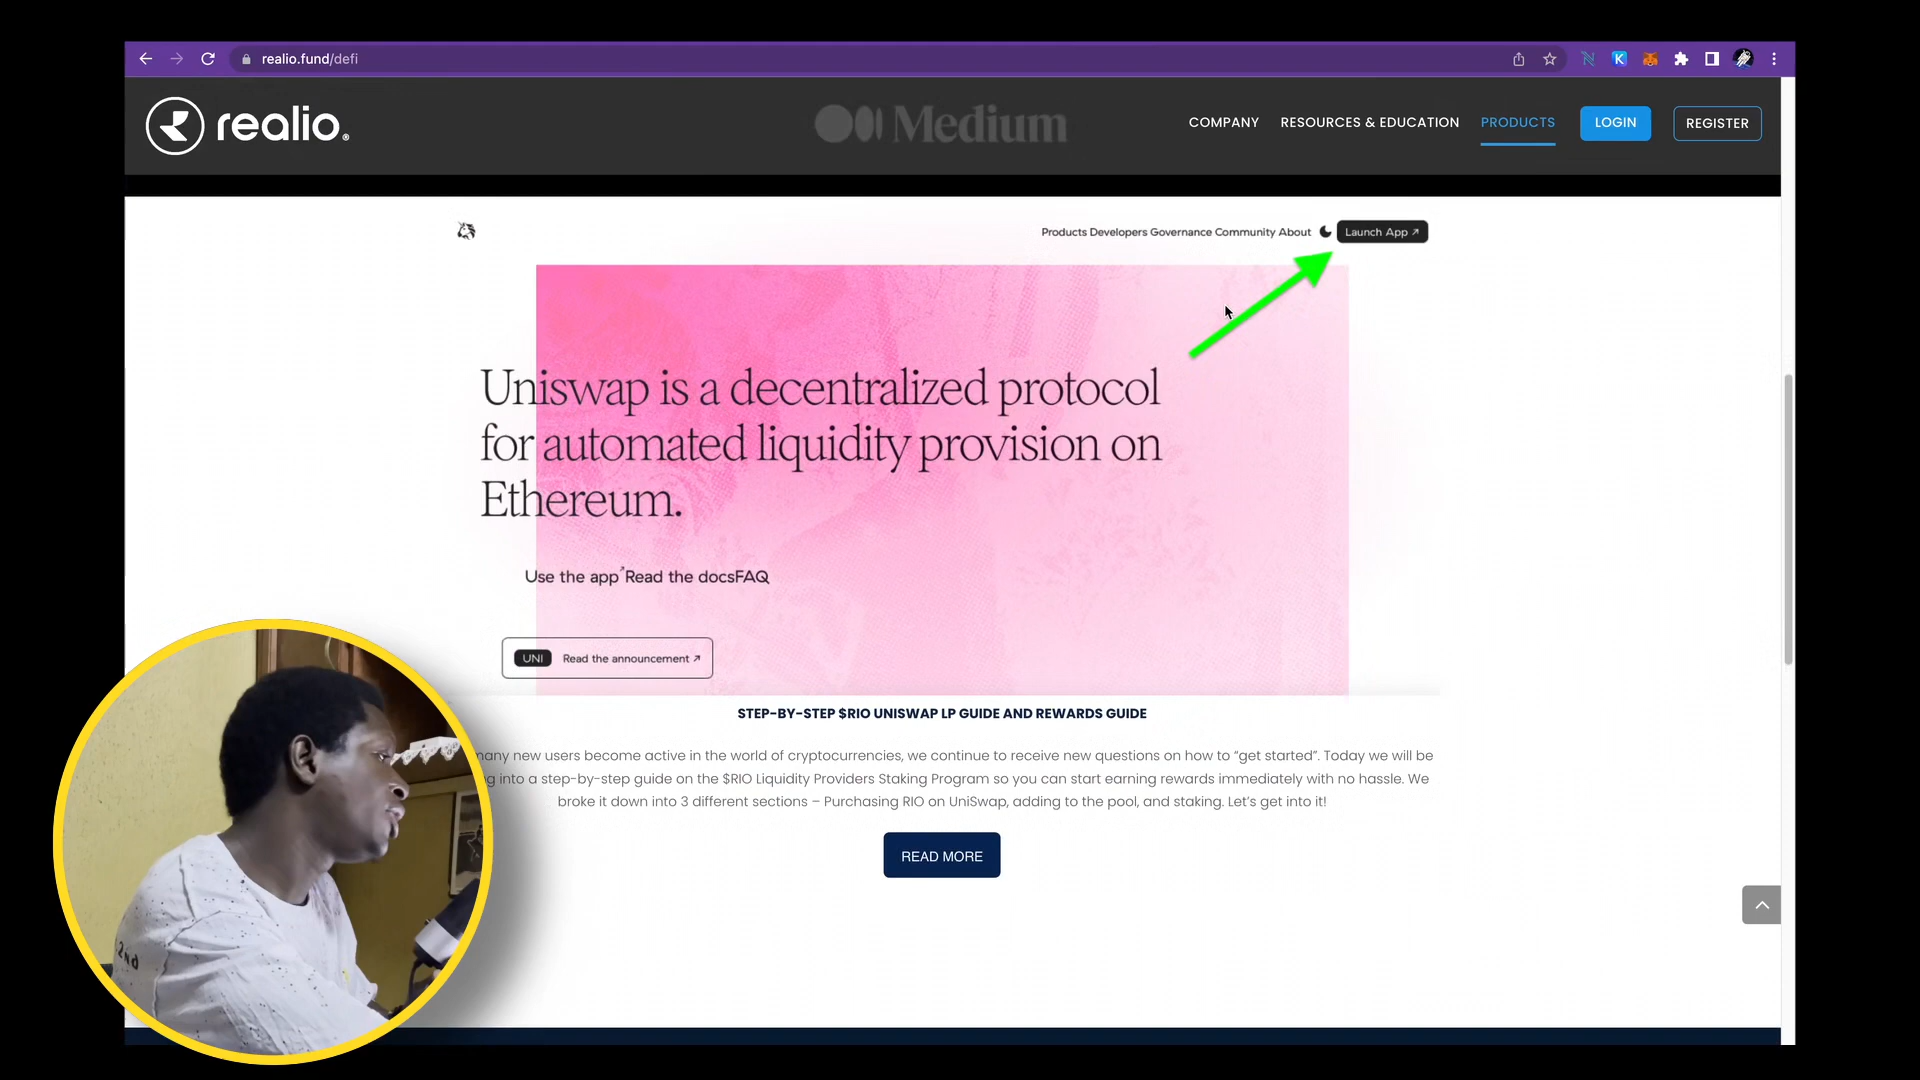 realio.fund/defi
realio.
Medium
COMPANY RESOURCES & EDUCATION PRODUCTS LOGIN REGISTER
Products Developers Governance Community About Launch App ↗
Uniswap is a decentralized protocol
for automated liquidity provision on
Ethereum.
Use the app↗Read the docsFAQ
UNI Read the announcement ↗
STEP-BY-STEP $RIO UNISWAP LP GUIDE AND REWARDS GUIDE
many new users become active in the world of cryptocurrencies, we continue to receive new questions on how to “get started”. Today we will be
into a step-by-step guide on the $RIO Liquidity Providers Staking Program so you can start earning rewards immediately with no hassle. We
broke it down into 3 different sections – Purchasing RIO on UniSwap, adding to the pool, and staking. Let’s get into it!
READ MORE
2nd